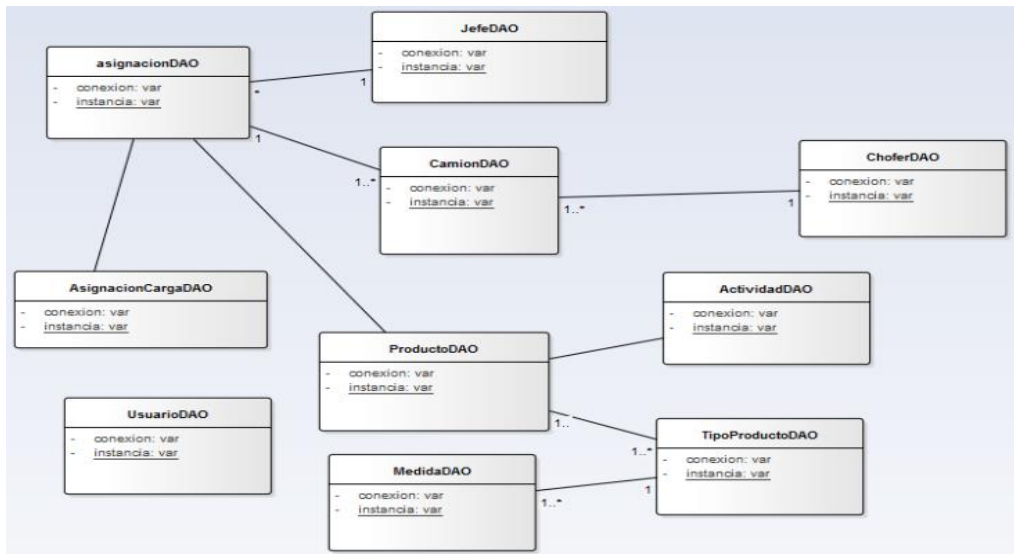 JefeDAO
- conexion: var
- instancia: var
asignacionDAO
- conexion: var
- instancia: var
*
1
1
1..*
CamionDAO
- conexion: var
- instancia: var
1..*
1
ChoferDAO
- conexion: var
- instancia: var
AsignacionCargaDAO
- conexion: var
- instancia: var
ActividadDAO
- conexion: var
- instancia: var
ProductoDAO
- conexion: var
- instancia: var
1..
1..*
UsuarioDAO
- conexion: var
- instancia: var
TipoProductoDAO
- conexion: var
- instancia: var
MedidaDAO
- conexion: var
- instancia: var
1..*
1